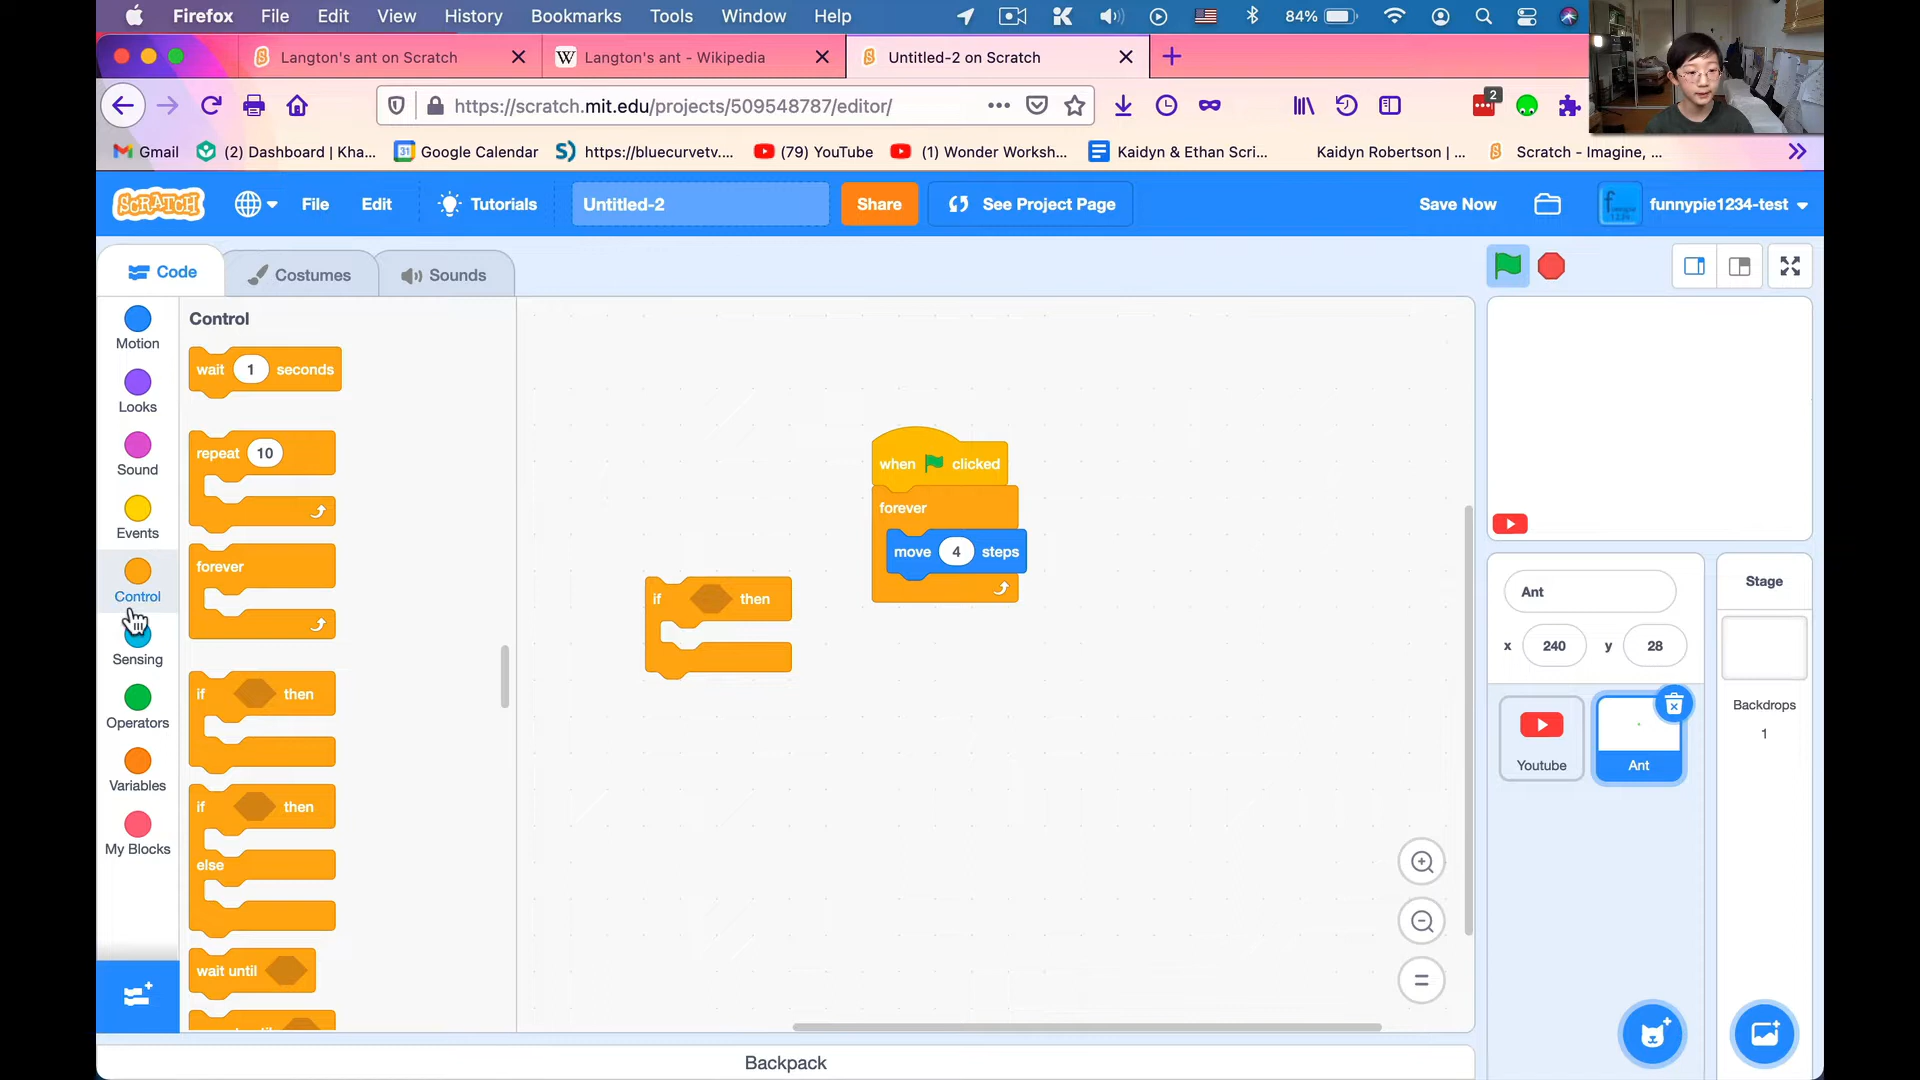 Firefox File Edit View History Bookmarks Tools Window Help 84%
Langton's ant on Scratch
Langton's ant - Wikipedia
Untitled-2 on Scratch
https://scratch.mit.edu/projects/509548787/editor/
2
Gmail
(2) Dashboard | Kha...
31 Google Calendar
https://bluecurvetv....
(79) YouTube
(1) Wonder Worksh...
Kaidyn & Ethan Scri...
Kaidyn Robertson | ...
Scratch - Imagine, ...
SCRATCH File Edit Tutorials Untitled-2 Share See Project Page Save Now funnypie1234-test
Code Costumes Sounds
Motion
Looks
Sound
Events
Control
Sensing
Operators
Variables
My Blocks
Control
wait 1 seconds
repeat 10
forever
if then
if then
else
wait until
when clicked
forever
move 4 steps
if then
Ant
x 240 y 28
Youtube
Ant
Stage
Backdrops
1
Backpack